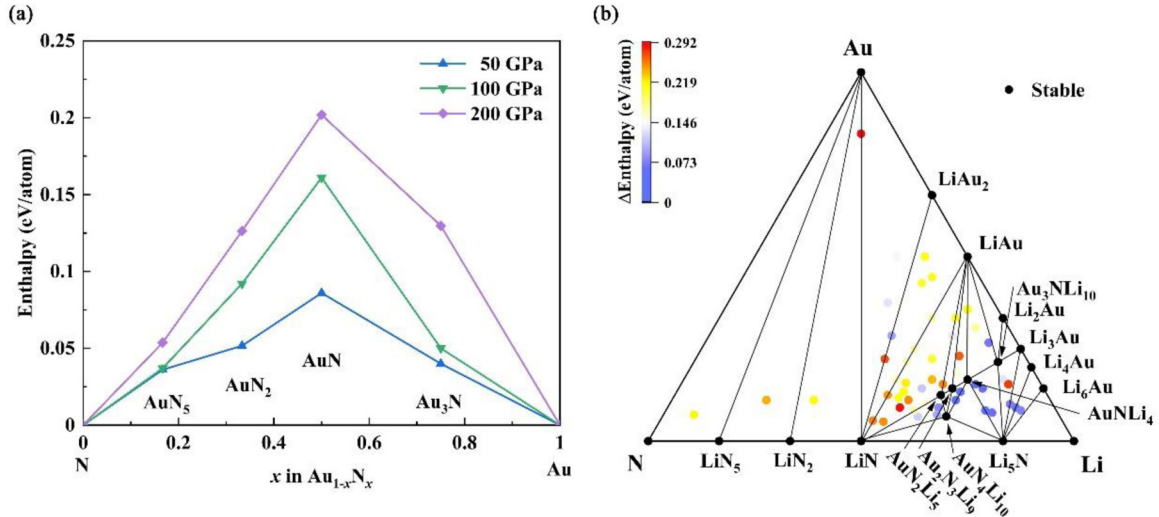 (a)
0.25
0.2
0.15
0.1
0.05
0
Enthalpy (eV/atom)
50 GPa
100 GPa
200 GPa
AuN₅
AuN₂
AuN
Au₃N
0
0.2
0.4
0.6
0.8
1
N
Au
x in Au₁₋ₓNₓ
(b)
0.292
0.219
0.146
0.073
0
ΔEnthalpy (eV/atom)
Au
Stable
LiAu₂
LiAu
Au₃NLi₁₀
Li₂Au
Li₃Au
Li₄Au
Li₆Au
AuNLi₄
N
LiN₅
LiN₂
LiN
Li₅N
Li
AuN₂Li₅
Au₂N₃Li₉
AuN₄Li₁₀